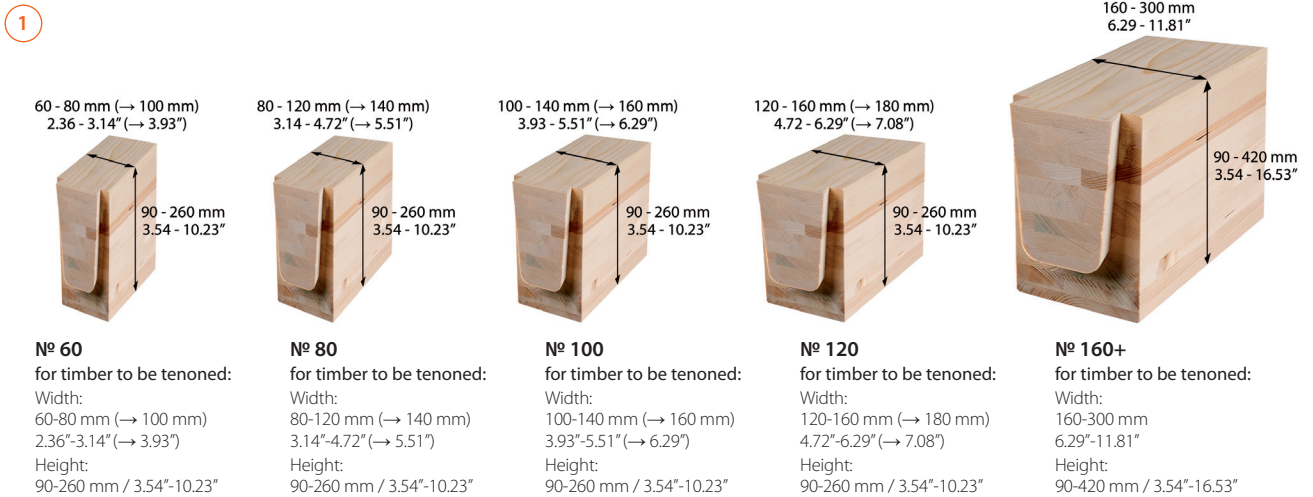 1
60 - 80 mm (→ 100 mm)
2.36 - 3.14” (→ 3.93”)
90 - 260 mm
3.54 - 10.23”
80 - 120 mm (→ 140 mm)
3.14 - 4.72” (→ 5.51”)
90 - 260 mm
3.54 - 10.23”
100 - 140 mm (→ 160 mm)
3.93 - 5.51” (→ 6.29”)
90 - 260 mm
3.54 - 10.23”
120 - 160 mm (→ 180 mm)
4.72 - 6.29” (→ 7.08”)
90 - 260 mm
3.54 - 10.23”
160 - 300 mm
6.29 - 11.81”
90 - 420 mm
3.54 - 16.53”
№ 60
for timber to be tenoned:
Width:
60-80 mm (→ 100 mm)
2.36”-3.14” (→ 3.93”)
Height:
90-260 mm / 3.54”-10.23”
№ 80
for timber to be tenoned:
Width:
80-120 mm (→ 140 mm)
3.14”-4.72” (→ 5.51”)
Height:
90-260 mm / 3.54”-10.23”
№ 100
for timber to be tenoned:
Width:
100-140 mm (→ 160 mm)
3.93”-5.51” (→ 6.29”)
Height:
90-260 mm / 3.54”-10.23”
№ 120
for timber to be tenoned:
Width:
120-160 mm (→ 180 mm)
4.72”-6.29” (→ 7.08”)
Height:
90-260 mm / 3.54”-10.23”
№ 160+
for timber to be tenoned:
Width:
160-300 mm
6.29”-11.81”
Height:
90-420 mm / 3.54”-16.53”